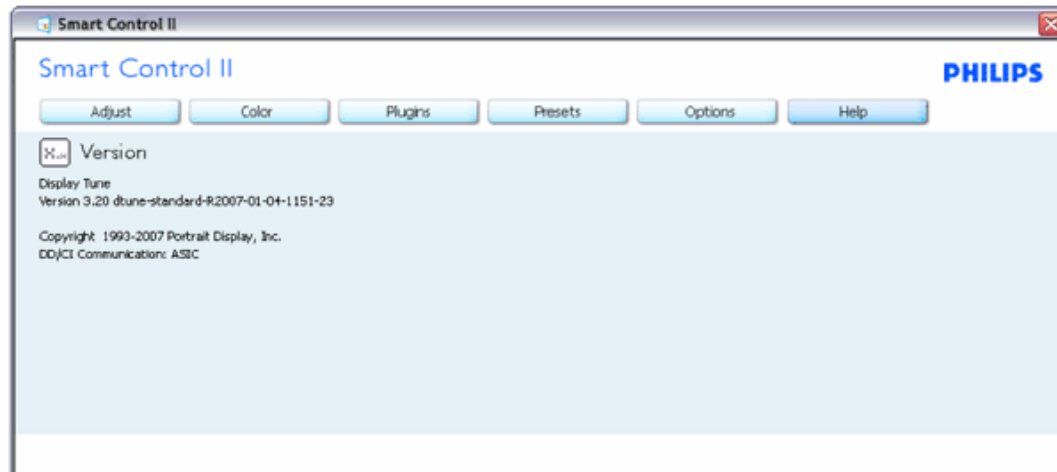 Smart Control II
Smart Control II
PHILIPS
Adjust
Color
Plugins
Presets
Options
Help
Version
Display Tune
Version 3.20 dtune-standard-R2007-01-04-1151-23
Copyright 1993-2007 Portrait Display, Inc.
DD/CI Communication: ASIC